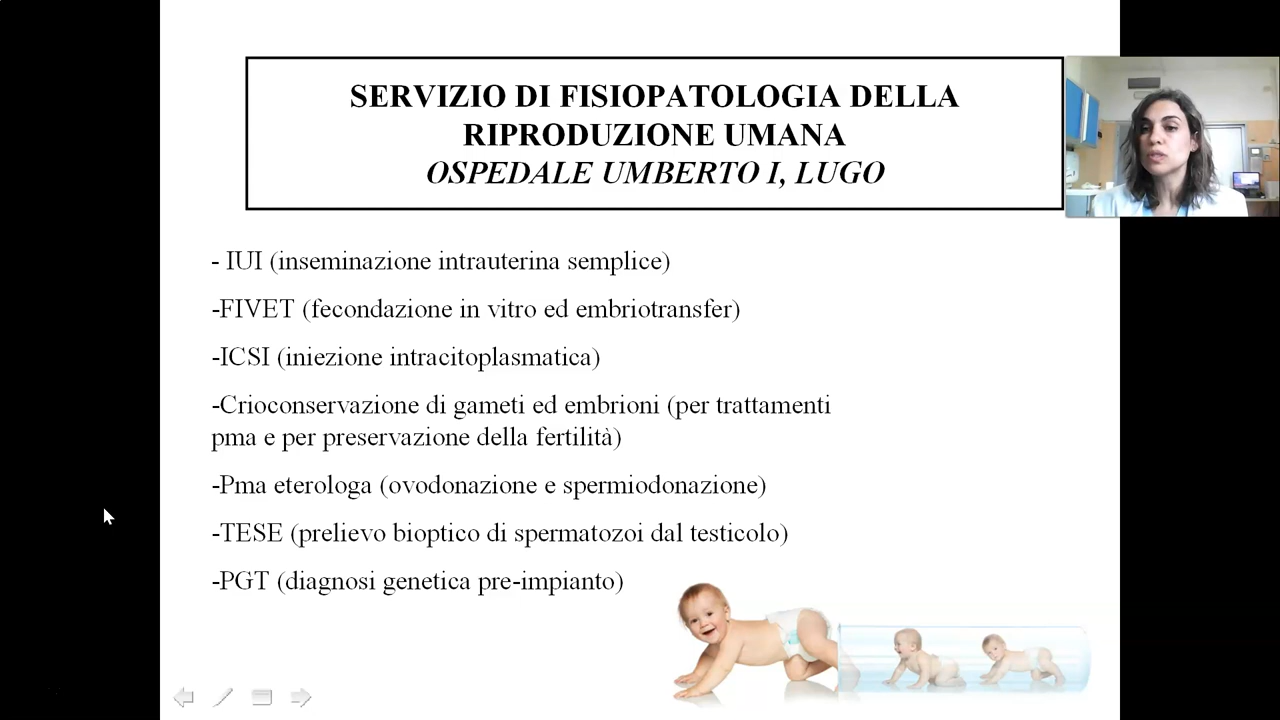 SERVIZIO DI FISIOPATOLOGIA DELLA
RIPRODUZIONE UMANA
OSPEDALE UMBERTO I, LUGO
- IUI (inseminazione intrauterina semplice)
-FIVET (fecondazione in vitro ed embriotransfer)
-ICSI (iniezione intracitoplasmatica)
-Crioconservazione di gameti ed embrioni (per trattamenti
pma e per preservazione della fertilità)
-Pma eterologa (ovodonazione e spermiodonazione)
-TESE (prelievo bioptico di spermatozoi dal testicolo)
-PGT (diagnosi genetica pre-impianto)